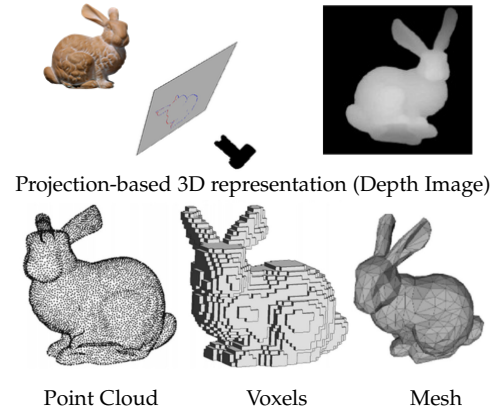 Projection-based 3D representation (Depth Image)
Point Cloud Voxels Mesh